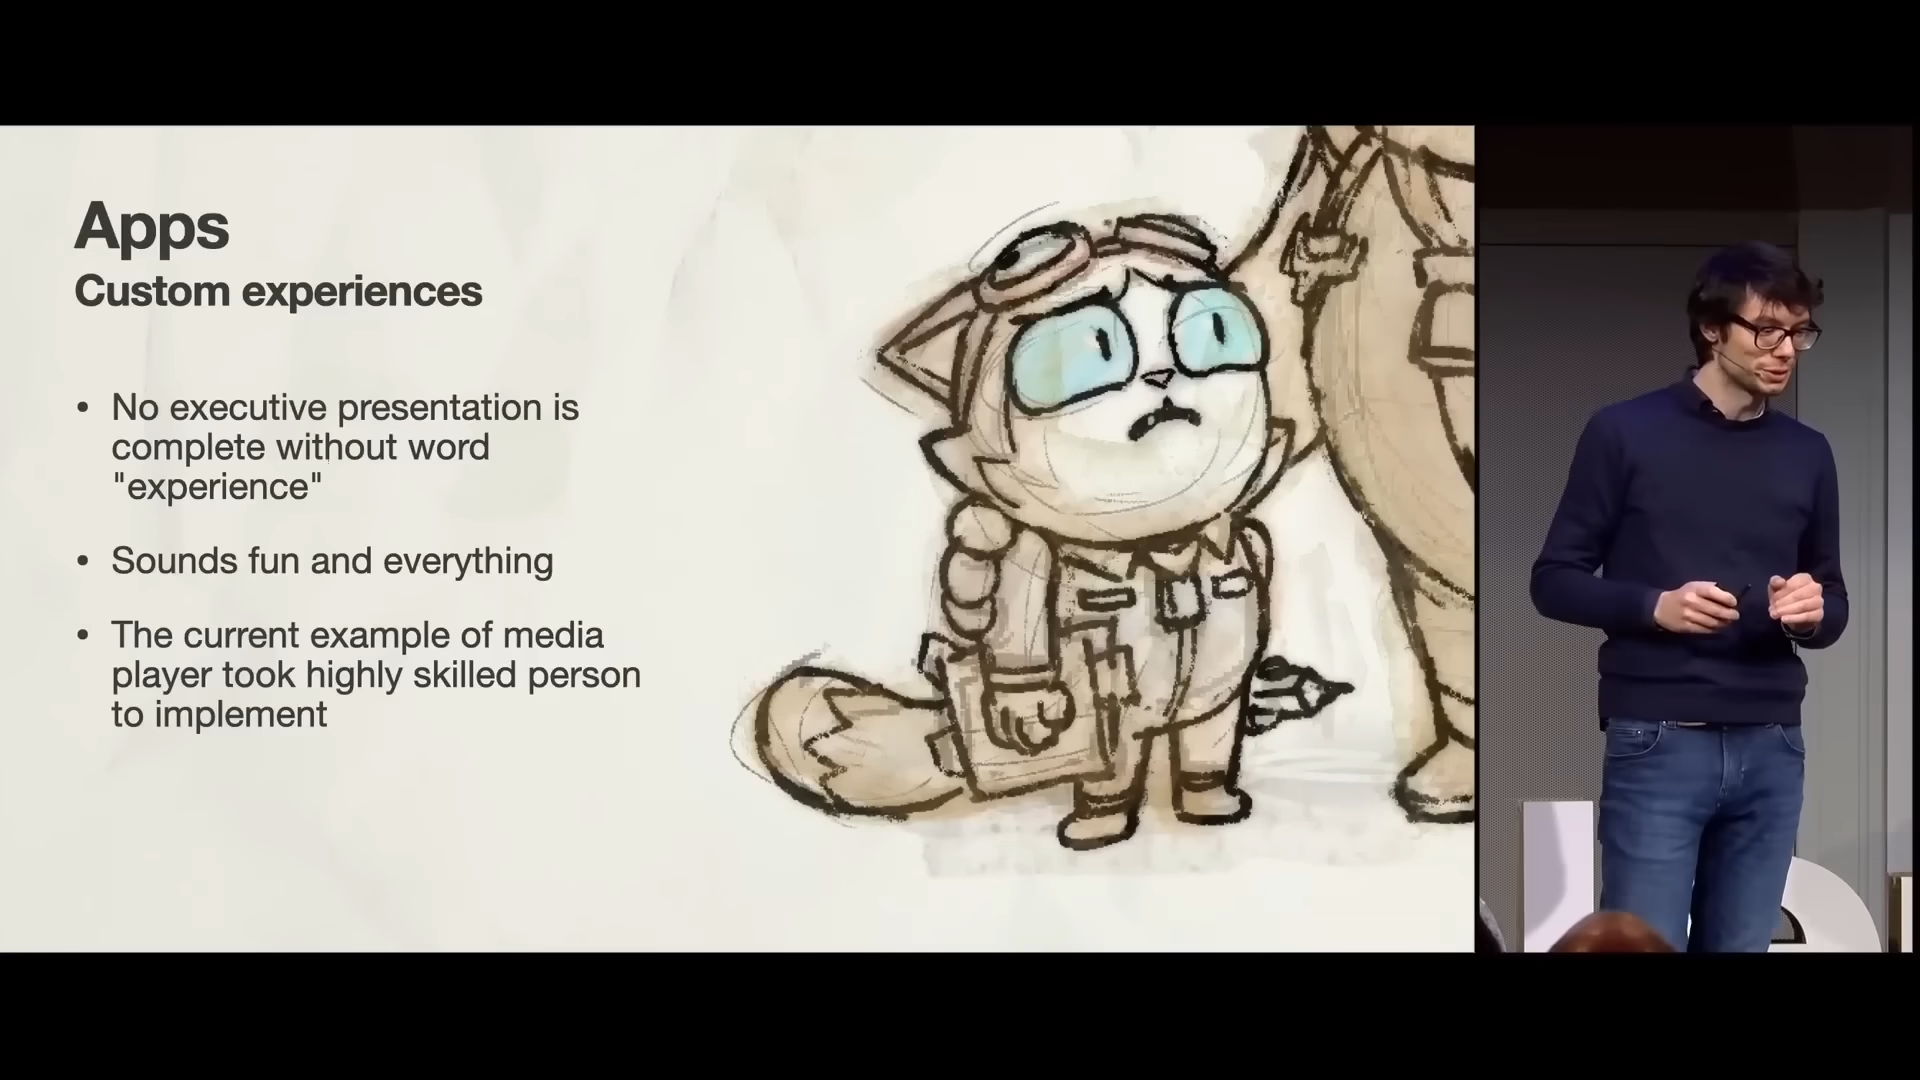 Apps
Custom experiences
• No executive presentation is
complete without word
"experience"
• Sounds fun and everything
• The current example of media
player took highly skilled person
to implement